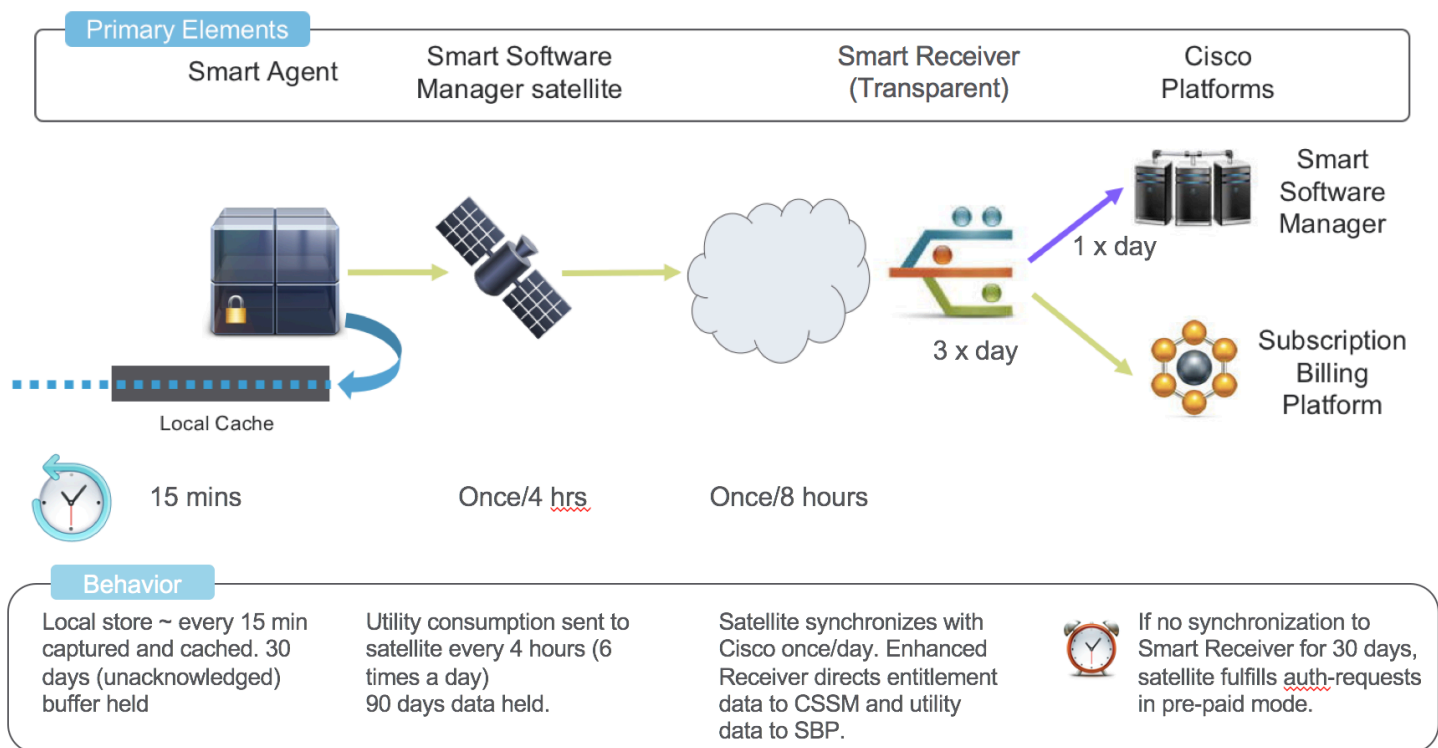 Primary Elements
Smart Agent
Smart Software
Manager satellite
Smart Receiver
(Transparent)
Cisco
Platforms
Smart
Software
Manager
1 x day
3 x day
Subscription
Billing
Platform
Local Cache
15 mins
Once/4 hrs
Once/8 hours
Behavior
Local store ~ every 15 min
captured and cached. 30
days (unacknowledged)
buffer held
Utility consumption sent to
satellite every 4 hours (6
times a day)
90 days data held.
Satellite synchronizes with
Cisco once/day. Enhanced
Receiver directs entitlement
data to CSSM and utility
data to SBP.
If no synchronization to
Smart Receiver for 30 days,
satellite fulfills auth-requests
in pre-paid mode.